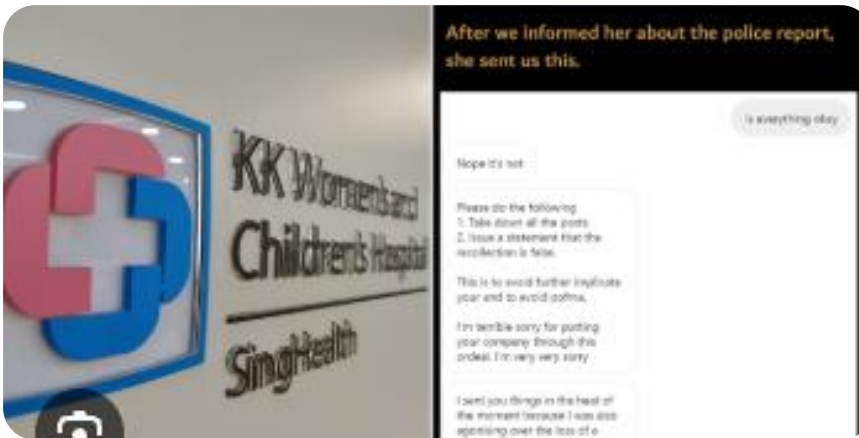 KK Women's and
Children's Hospital
SingHealth
After we informed her about the police report,
she sent us this.
is everything okay
Nope it's not
Please do the following
1. Take down all the posts
2. Issue a statement that the
recollection is false.
This is to avoid further implicate
your and to avoid pofma.
I'm terrible sorry for putting
your company through this
ordeal. I'm very very sorry
I sent you things in the heat of
the moment because I was also
agonising over the loss of a